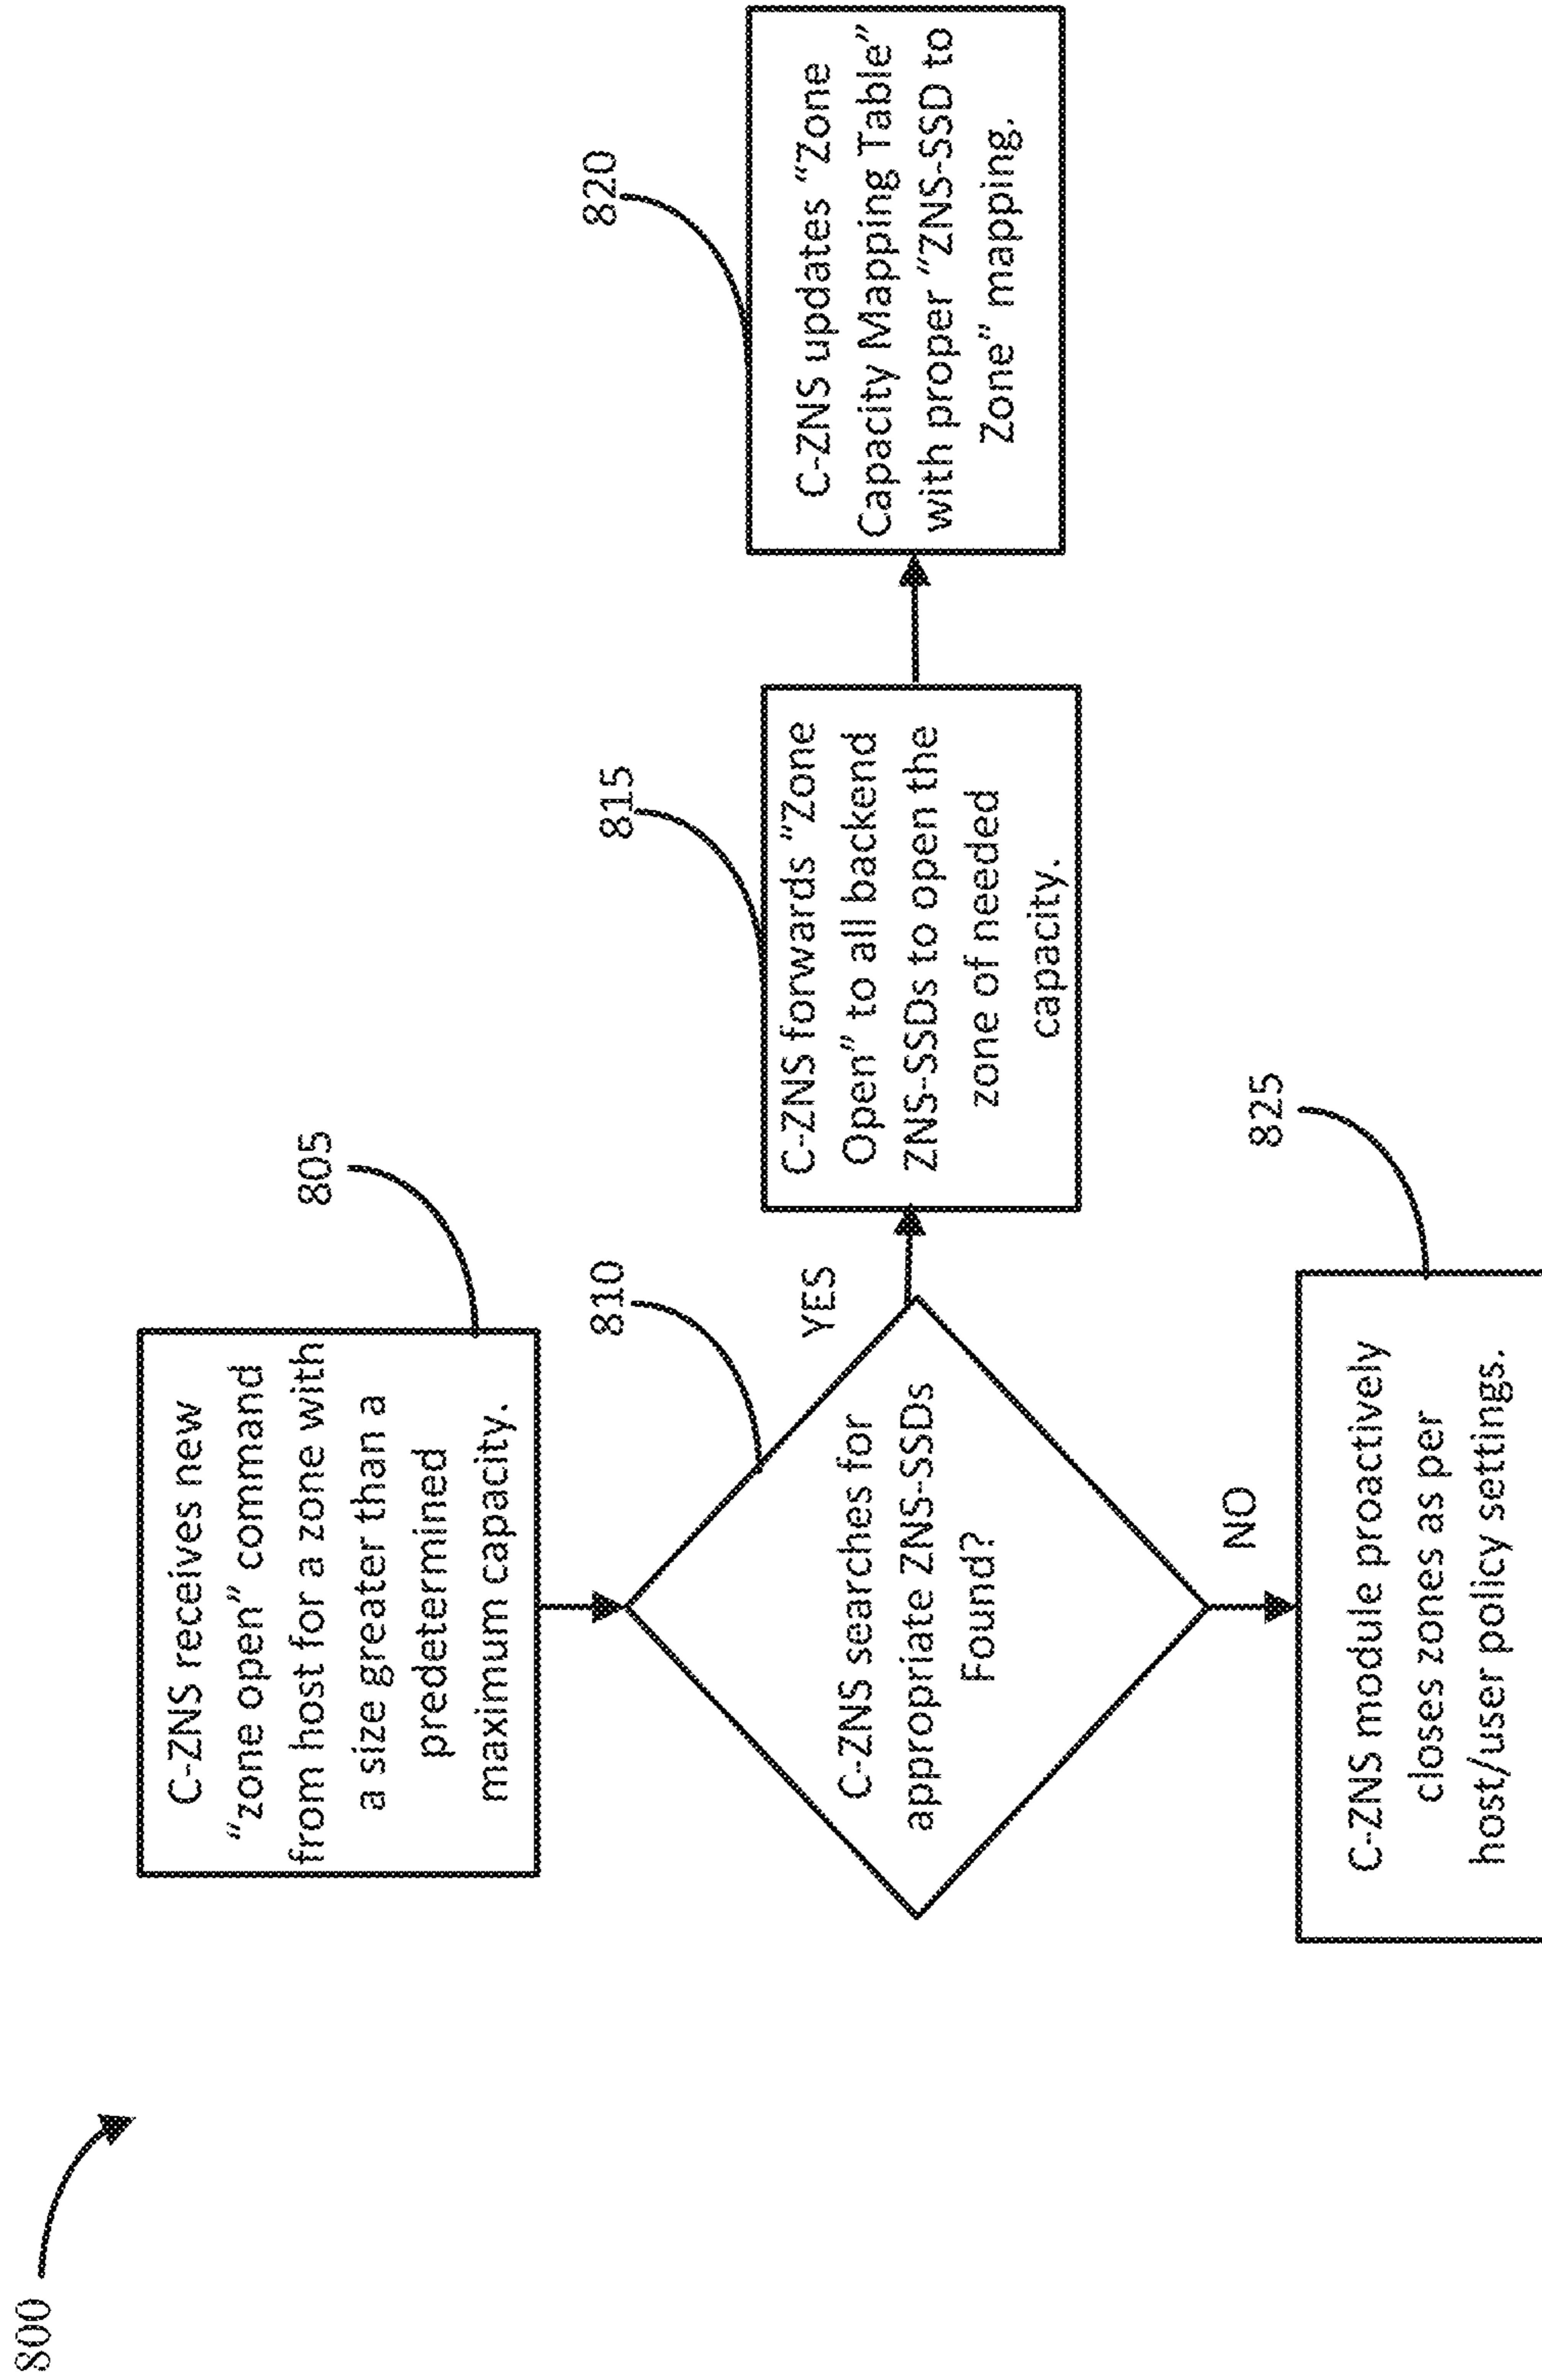 800
805
C-ZNS receives new
"zone open" command
from host for a zone with
a size greater than a
predetermined
maximum capacity.
810
C-ZNS searches for
appropriate ZNS-SSDs
Found?
YES
815
C-ZNS forwards "Zone
Open" to all backend
ZNS-SSDs to open the
zone of needed
capacity.
820
C-ZNS updates "Zone
Capacity Mapping Table"
with proper "ZNS-SSD to
Zone" mapping.
NO
825
C-ZNS module proactively
closes zones as per
host/user policy settings.